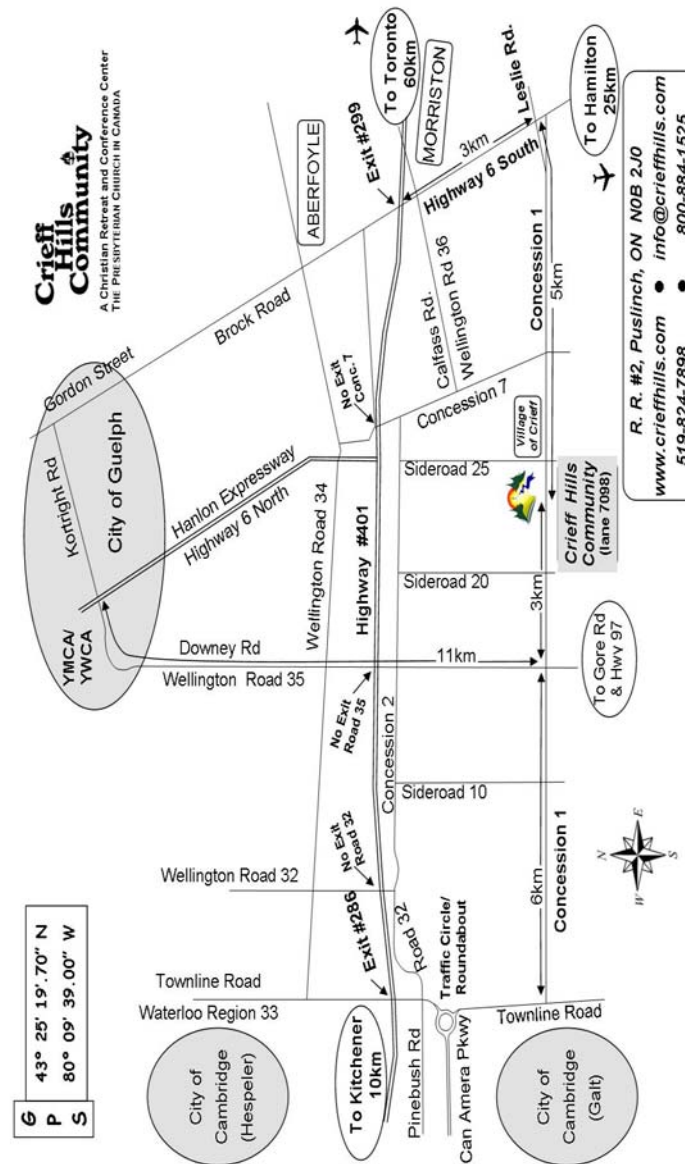 G
P
S
43° 25' 19'.70" N
80° 09' 39.00" W
Crieff
Hills
Community
A Christian Retreat and Conference Center
THE PRESBYTERIAN CHURCH IN CANADA
YMCA/
YWCA
Kortright Rd
Gordon Street
City of Guelph
Brock Road
ABERFOYLE
Hanlon Expressway
Highway 6 North
Wellington Road 34
Downey Rd
Wellington Road 35
Wellington Road 32
Townline Road
Waterloo Region 33
City of
Cambridge
(Hespeler)
To Kitchener
10km
Exit #286
No Exit
Road 32
No Exit
Road 35
Highway #401
No Exit
Conc. 7
Exit #299
To Toronto
60km
MORRISTON
Pinebush Rd
Road 32
Concession 2
11km
Calfass Rd.
Wellington Rd 36
Highway 6 South
3km
Leslie Rd.
Can Amera Pkwy
Traffic Circle/
Roundabout
Sideroad 10
Sideroad 20
Sideroad 25
Concession 7
Village
of Crieff
Townline Road
6km
Concession 1
3km
5km
Concession 1
City of
Cambridge
(Galt)
N
W
E
S
To Gore Rd
& Hwy 97
Crieff Hills
Community
(lane 7098)
To Hamilton
25km
R. R. #2, Puslinch, ON N0B 2J0
www.crieffhills.com ● info@crieffhills.com
519-824-7898 ● 800-884-1525